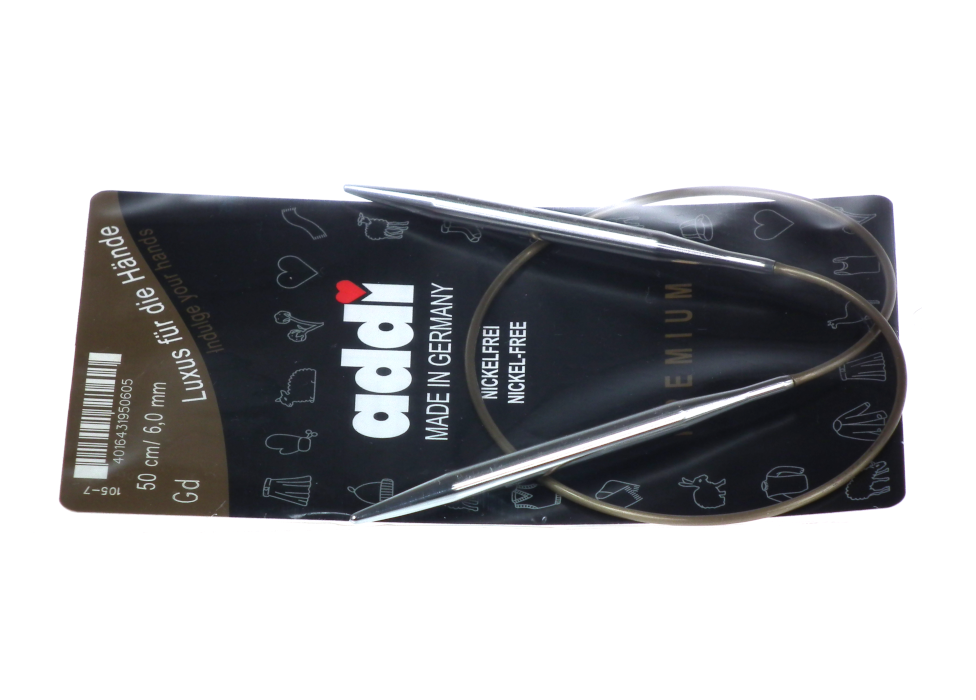 Luxus für die Hände
Indulge your hands
4016431950605
105-7
50 cm/ 6,0 mm
Gd
addi
MADE IN GERMANY
NICKELFREI
NICKEL-FREE
PREMIUM